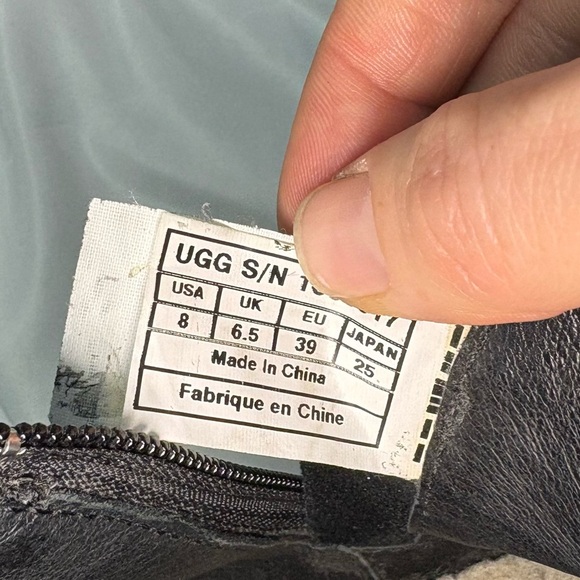 UGG S/N
USA UK EU JAPAN
8 6.5 39 25
Made In China
Fabrique en Chine